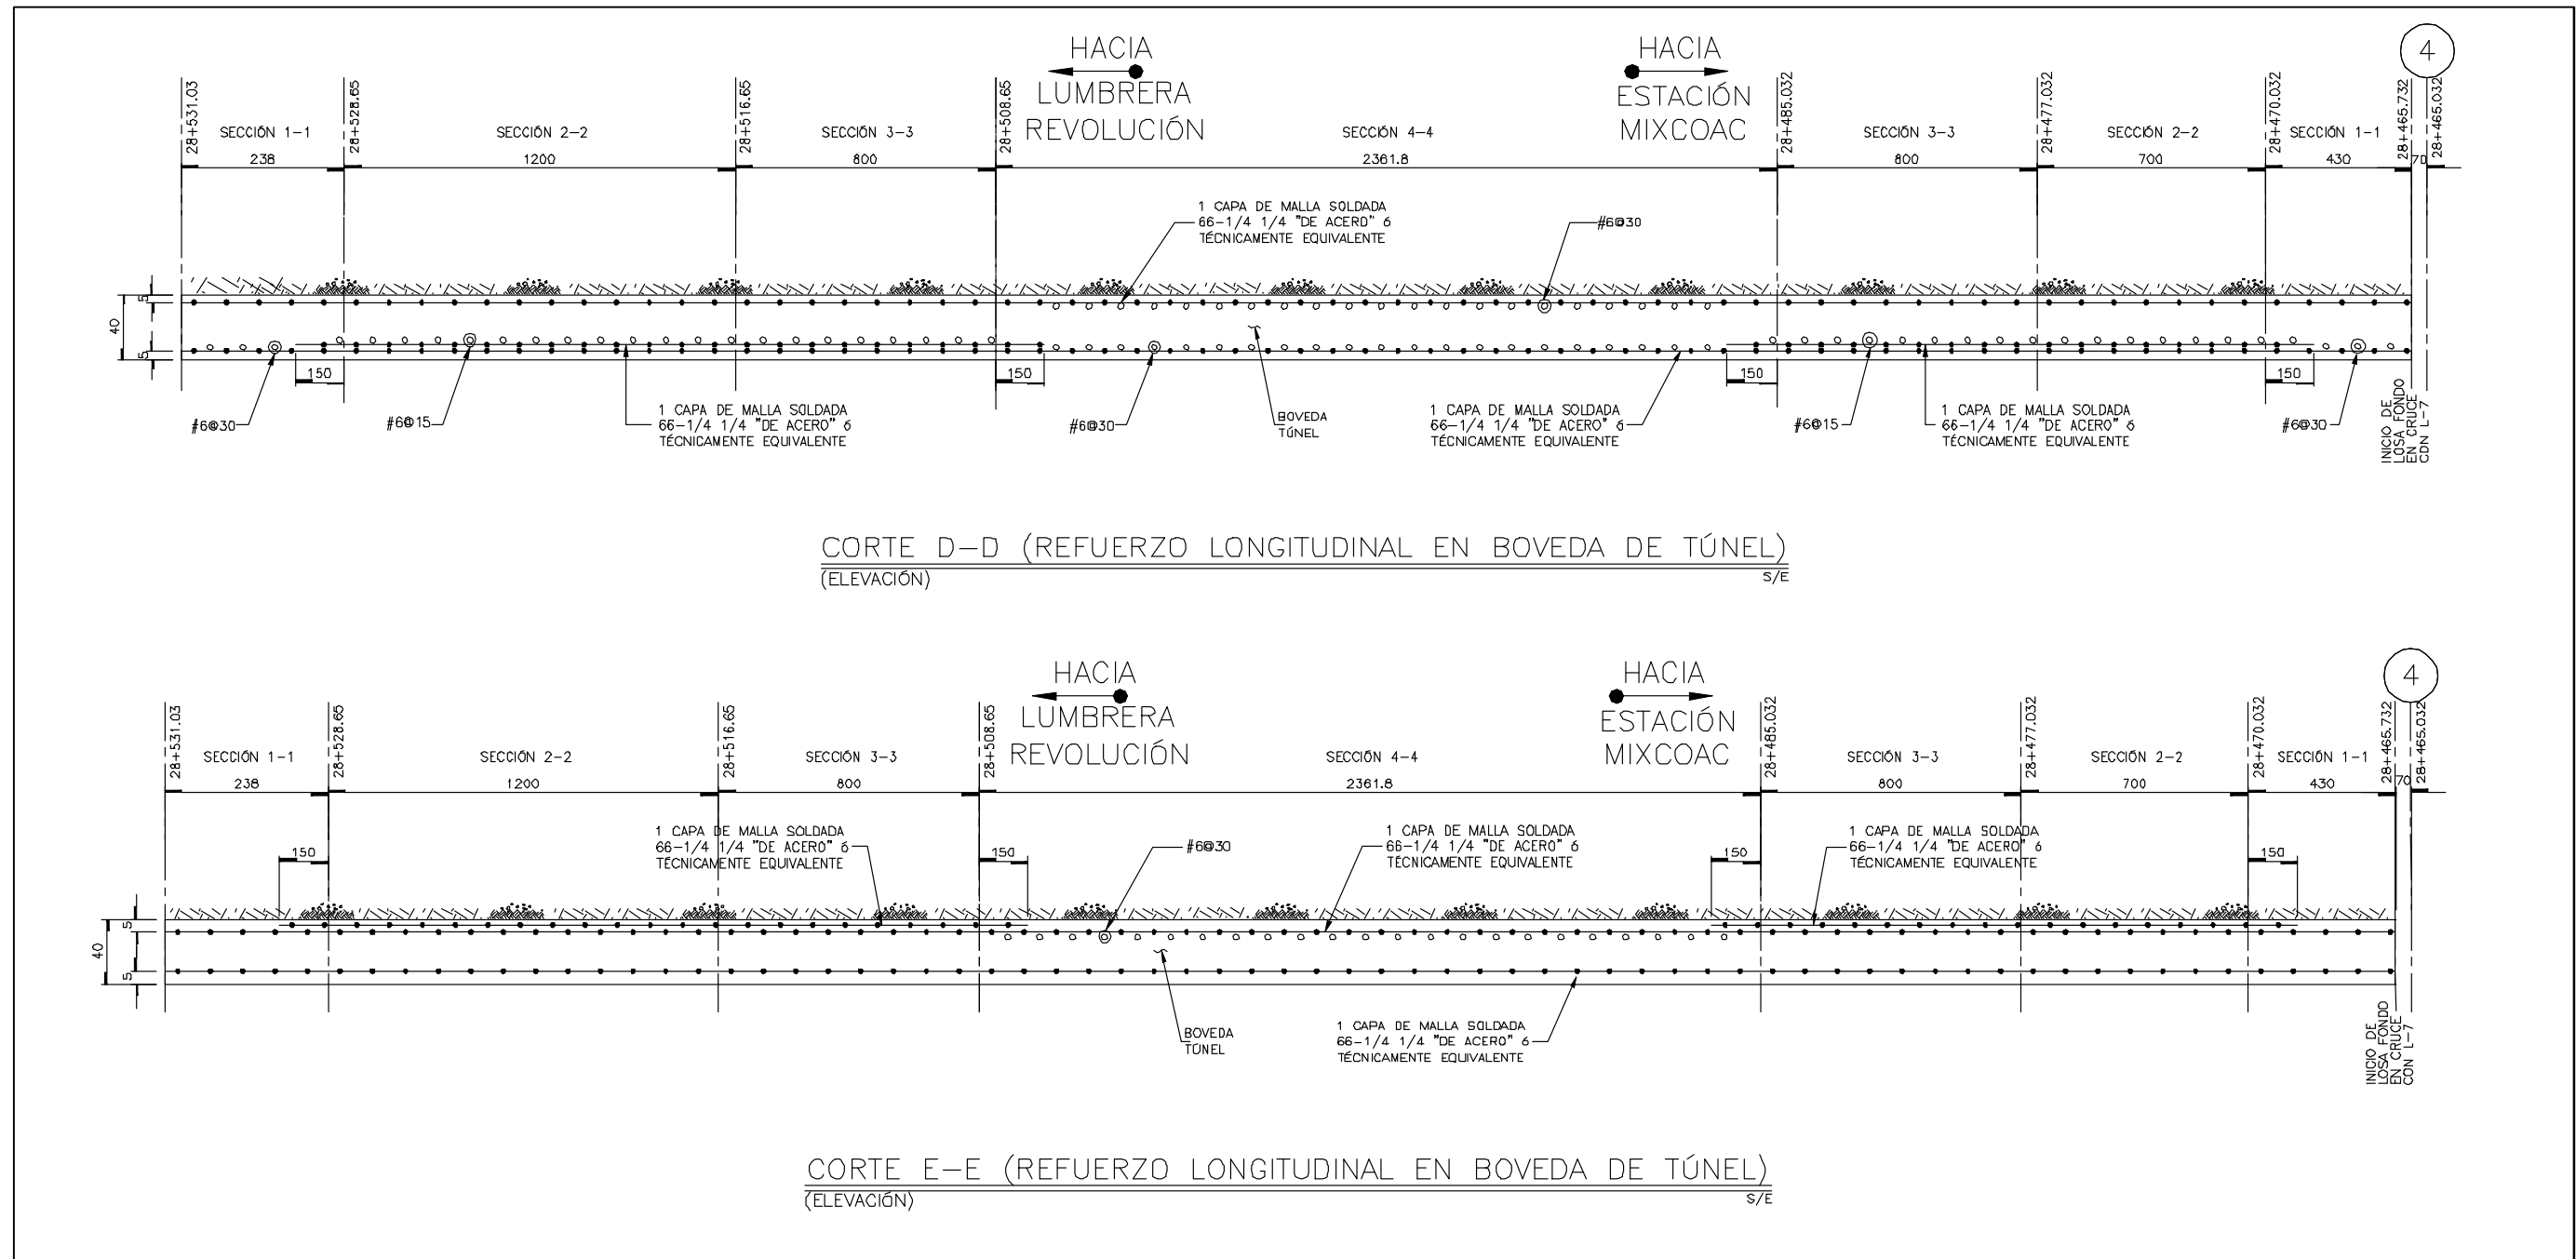 HACIA
LUMBRERA
REVOLUCIÓN
HACIA
ESTACIÓN
MIXCOAC
4
28+531.03
28+528.65
28+516.65
28+508.65
28+485.032
28+477.032
28+470.032
28+465.732
28+465.032
SECCIÓN 1-1
SECCIÓN 2-2
SECCIÓN 3-3
SECCIÓN 4-4
SECCIÓN 3-3
SECCIÓN 2-2
SECCIÓN 1-1
238
1200
800
2361.8
800
700
430
70
1 CAPA DE MALLA SOLDADA
66-1/4 1/4 "DE ACERO" ó
TÉCNICAMENTE EQUIVALENTE
#6@30
5
40
5
150
150
150
150
#6@30
#6@15
1 CAPA DE MALLA SOLDADA
66-1/4 1/4 "DE ACERO" ó
TÉCNICAMENTE EQUIVALENTE
#6@30
BOVEDA
TÚNEL
1 CAPA DE MALLA SOLDADA
66-1/4 1/4 "DE ACERO" ó
TÉCNICAMENTE EQUIVALENTE
#6@15
1 CAPA DE MALLA SOLDADA
66-1/4 1/4 "DE ACERO" ó
TÉCNICAMENTE EQUIVALENTE
#6@30
INICIO DE
LOSA FONDO
EN CRUCE
CON L-7
CORTE D-D (REFUERZO LONGITUDINAL EN BOVEDA DE TÚNEL)
(ELEVACIÓN)
S/E
HACIA
LUMBRERA
REVOLUCIÓN
HACIA
ESTACIÓN
MIXCOAC
4
28+531.03
28+528.65
28+516.65
28+508.65
28+485.032
28+477.032
28+470.032
28+465.732
28+465.032
SECCIÓN 1-1
SECCIÓN 2-2
SECCIÓN 3-3
SECCIÓN 4-4
SECCIÓN 3-3
SECCIÓN 2-2
SECCIÓN 1-1
238
1200
800
2361.8
800
700
430
70
150
1 CAPA DE MALLA SOLDADA
66-1/4 1/4 "DE ACERO" ó
TÉCNICAMENTE EQUIVALENTE
150
#6@30
1 CAPA DE MALLA SOLDADA
66-1/4 1/4 "DE ACERO" ó
TÉCNICAMENTE EQUIVALENTE
150
1 CAPA DE MALLA SOLDADA
66-1/4 1/4 "DE ACERO" ó
TÉCNICAMENTE EQUIVALENTE
150
5
40
5
BOVEDA
TÚNEL
1 CAPA DE MALLA SOLDADA
66-1/4 1/4 "DE ACERO" ó
TÉCNICAMENTE EQUIVALENTE
INICIO DE
LOSA FONDO
EN CRUCE
CON L-7
CORTE E-E (REFUERZO LONGITUDINAL EN BOVEDA DE TÚNEL)
(ELEVACIÓN)
S/E